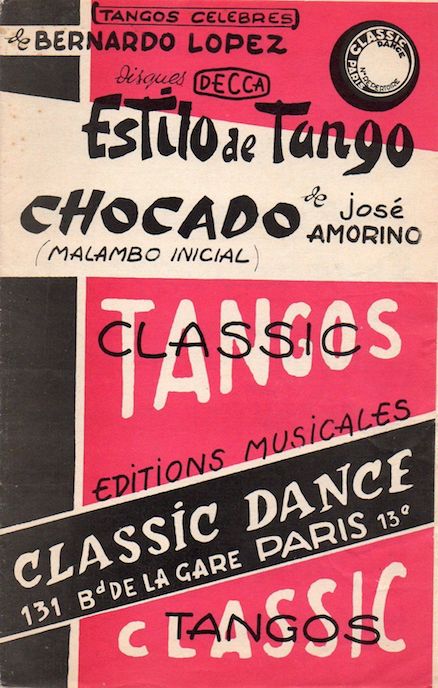 (TANGOS CELEBRES)
de BERNARDO LOPEZ
disques DECCA
CLASSIC
DANCE
PARIS
Estilo de Tango
CHOCADO de José
AMORINO
(MALAMBO INICIAL)
TANGOS
CLASSIC
EDITIONS MUSICALES
CLASSIC DANCE
131 Bd DE LA GARE PARIS 13e
CLASSIC
TANGOS